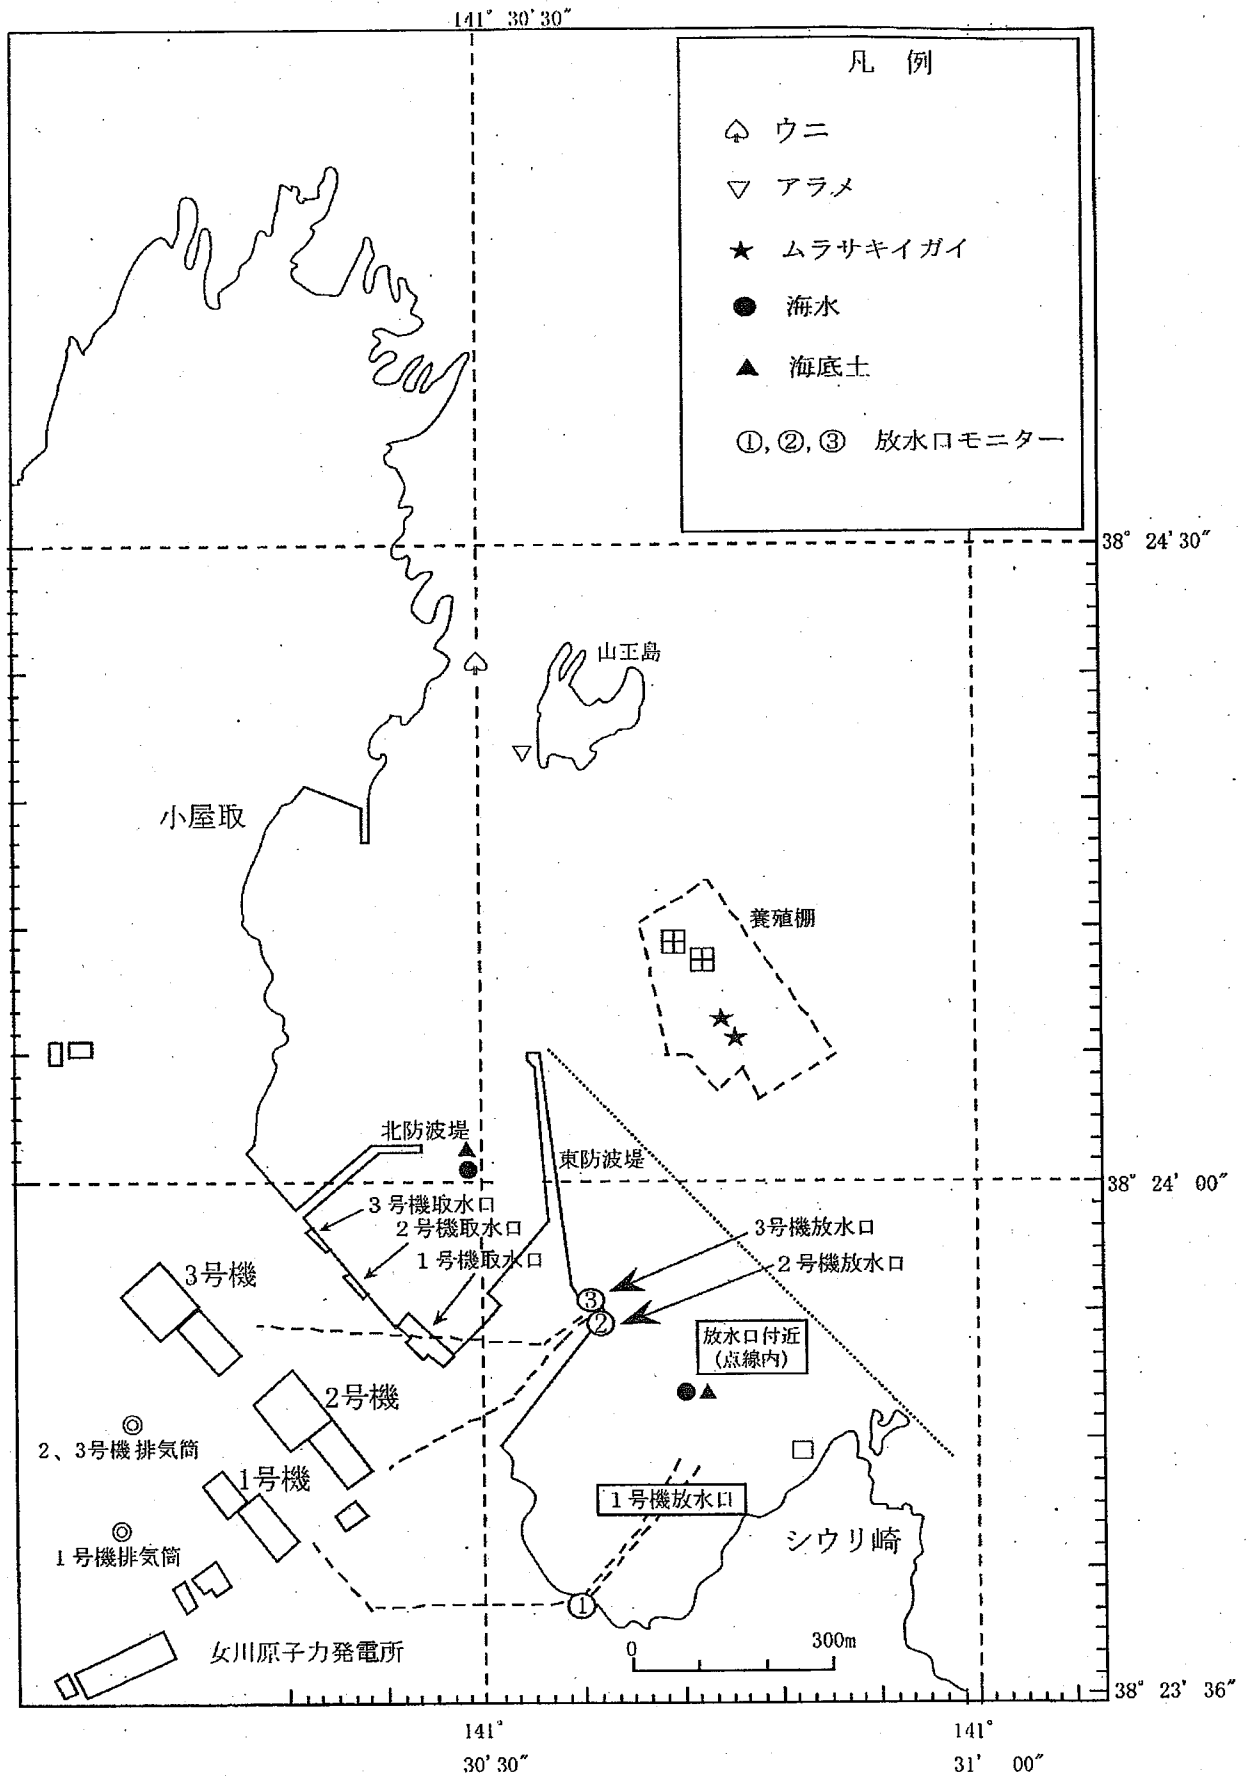 141° 30′30″
凡 例
ウニ
アラメ
ムラサキイガイ
海水
海底土
①,②,③ 放水口モニター
38° 24′30″
山王島
小屋取
養殖棚
北防波堤
東防波堤
38° 24′ 00″
3号機取水口
2号機取水口
1号機取水口
3号機放水口
2号機放水口
3号機
③
②
放水口付近
(点線内)
2号機
2、3号機排気筒
1号機
1号機放水口
シウリ崎
1号機排気筒
①
女川原子力発電所
0 300m
38° 23′ 36″
141°
30′30″
141°
31′ 00″